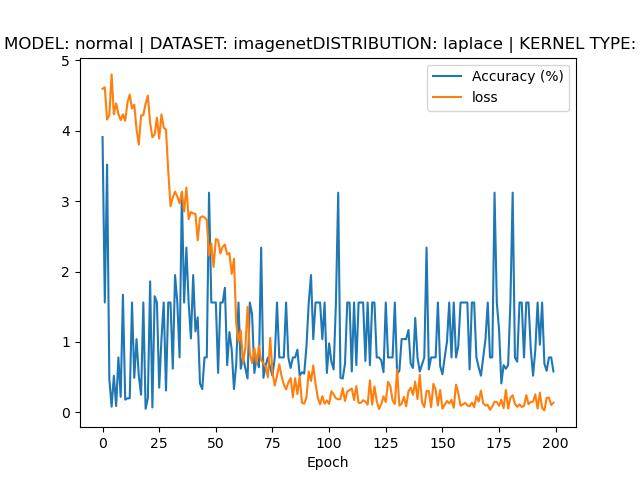 MODEL: normal | DATASET: imagenetDISTRIBUTION: laplace | KERNEL TYPE:
Accuracy (%)
loss
5
4
3
2
1
0
0 25 50 75 100 125 150 175 200
Epoch